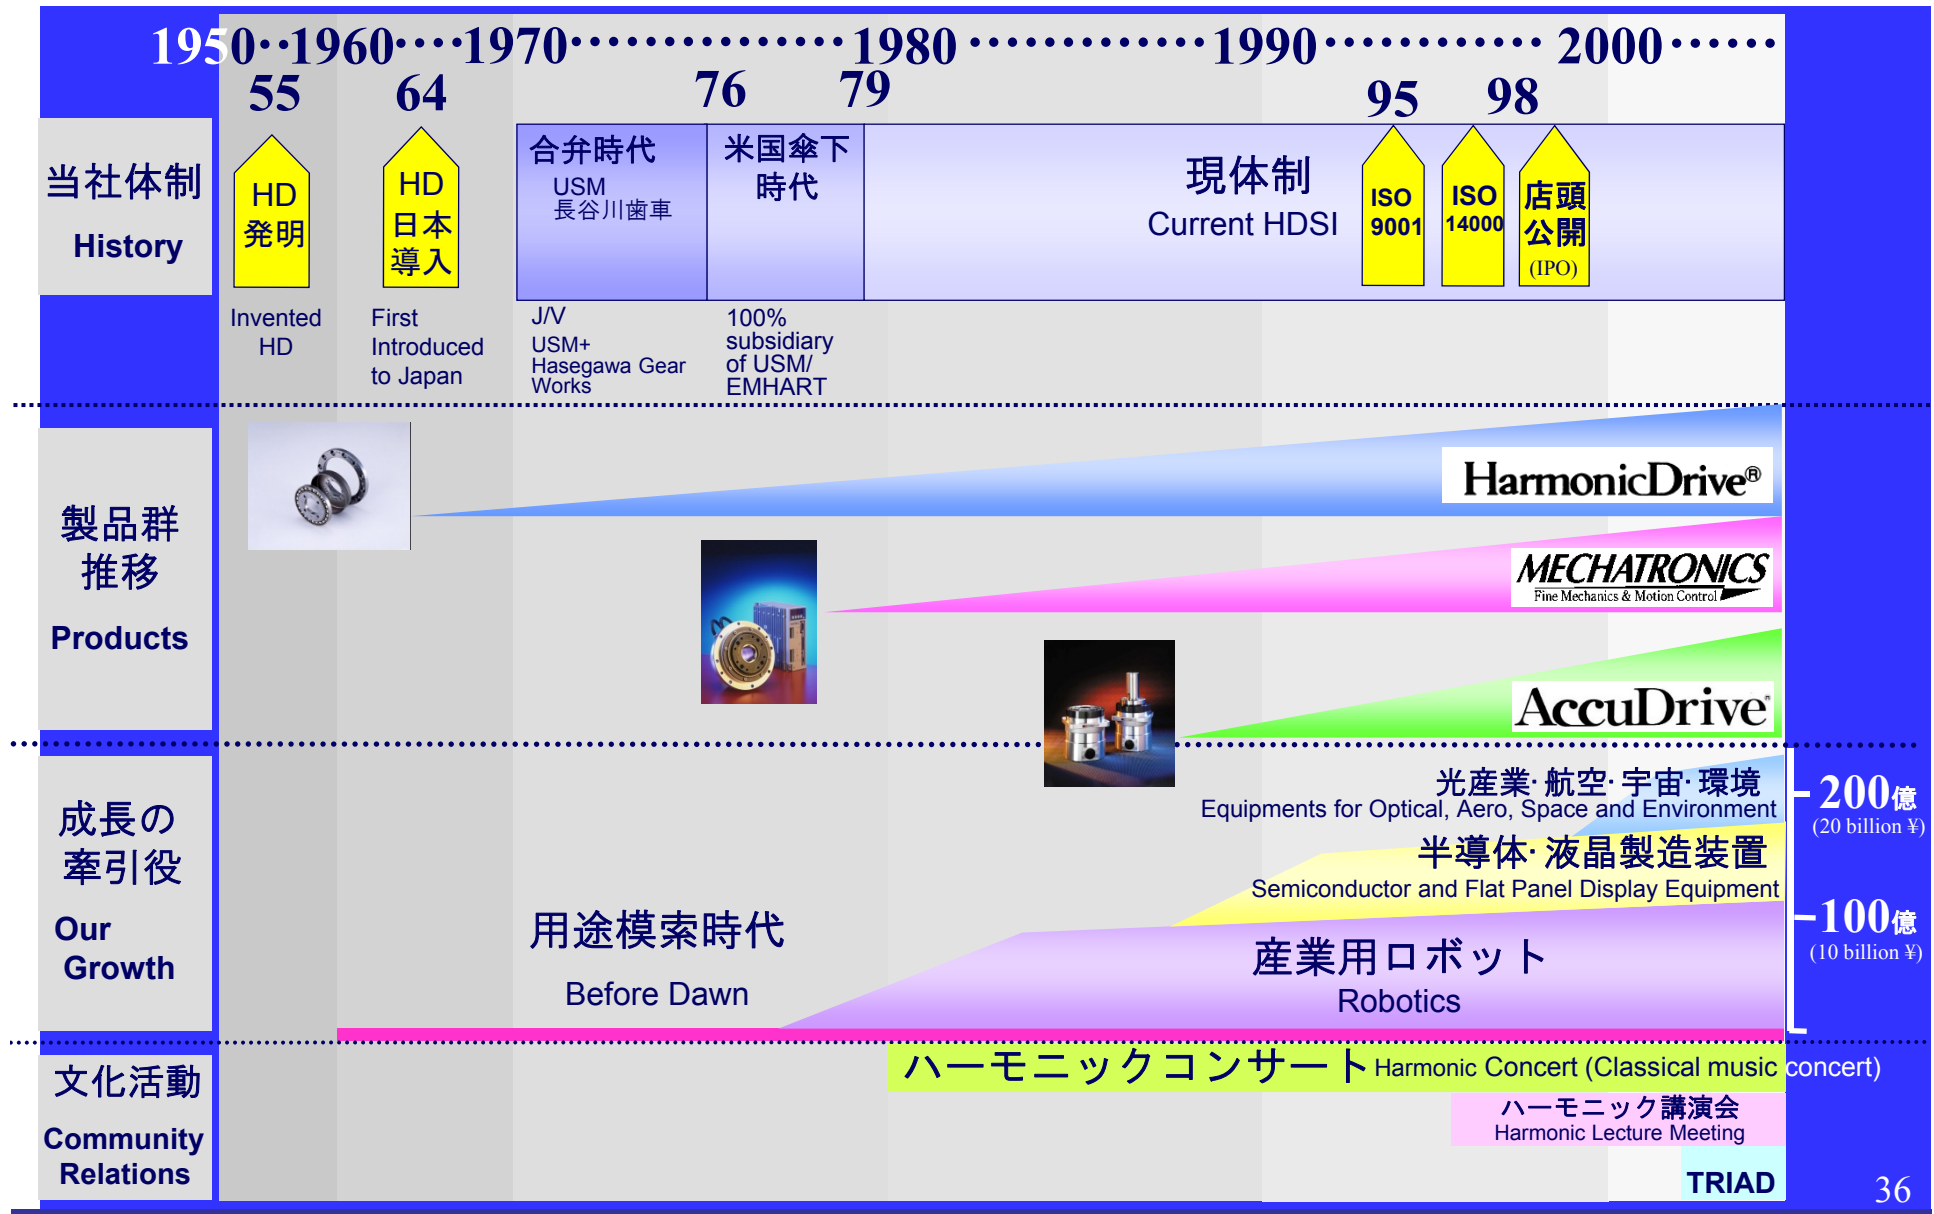 1950‥1960‥‥1970‥‥‥‥‥‥‥1980‥‥‥‥‥‥1990‥‥‥‥‥‥2000‥‥‥
55
64
76
79
95
98
当社体制
History
HD
発明
HD
日本
導入
合弁時代
USM
長谷川歯車
米国傘下
時代
現体制
Current HDSI
ISO
9001
ISO
14000
店頭
公開
(IPO)
Invented
HD
First
Introduced
to Japan
J/V
USM+
Hasegawa Gear
Works
100%
subsidiary
of USM/
EMHART
製品群
推移
Products
HarmonicDrive®
MECHATRONICS
Fine Mechanics & Motion Control
AccuDrive®
成長の
牽引役
Our
Growth
用途模索時代
Before Dawn
光産業･航空･宇宙･環境
Equipments for Optical, Aero, Space and Environment
半導体･液晶製造装置
Semiconductor and Flat Panel Display Equipment
産業用ロボット
Robotics
200億
(20 billion ¥)
100億
(10 billion ¥)
文化活動
Community
Relations
ハーモニックコンサート Harmonic Concert (Classical music concert)
ハーモニック講演会
Harmonic Lecture Meeting
TRIAD
36